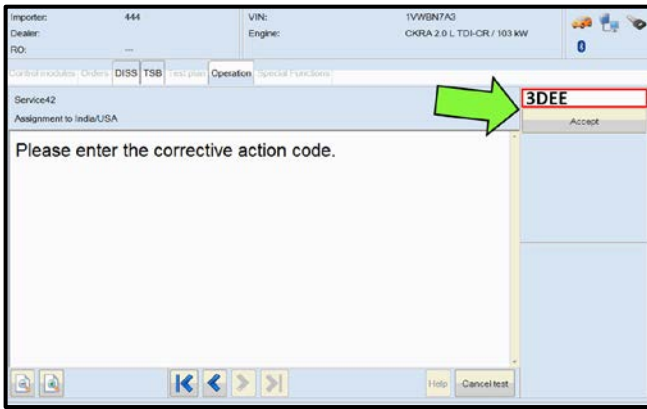 Importer: 444 VIN: 1VWBN7A3
Dealer: Engine: CKRA 2.0 L TDI-CR / 103 kW
RO: ---
Control modules Orders DISS TSB Test plan Operation Special Functions
Service42
Assignment to India/USA
3DEE
Accept
Please enter the corrective action code.
Help Cancel test